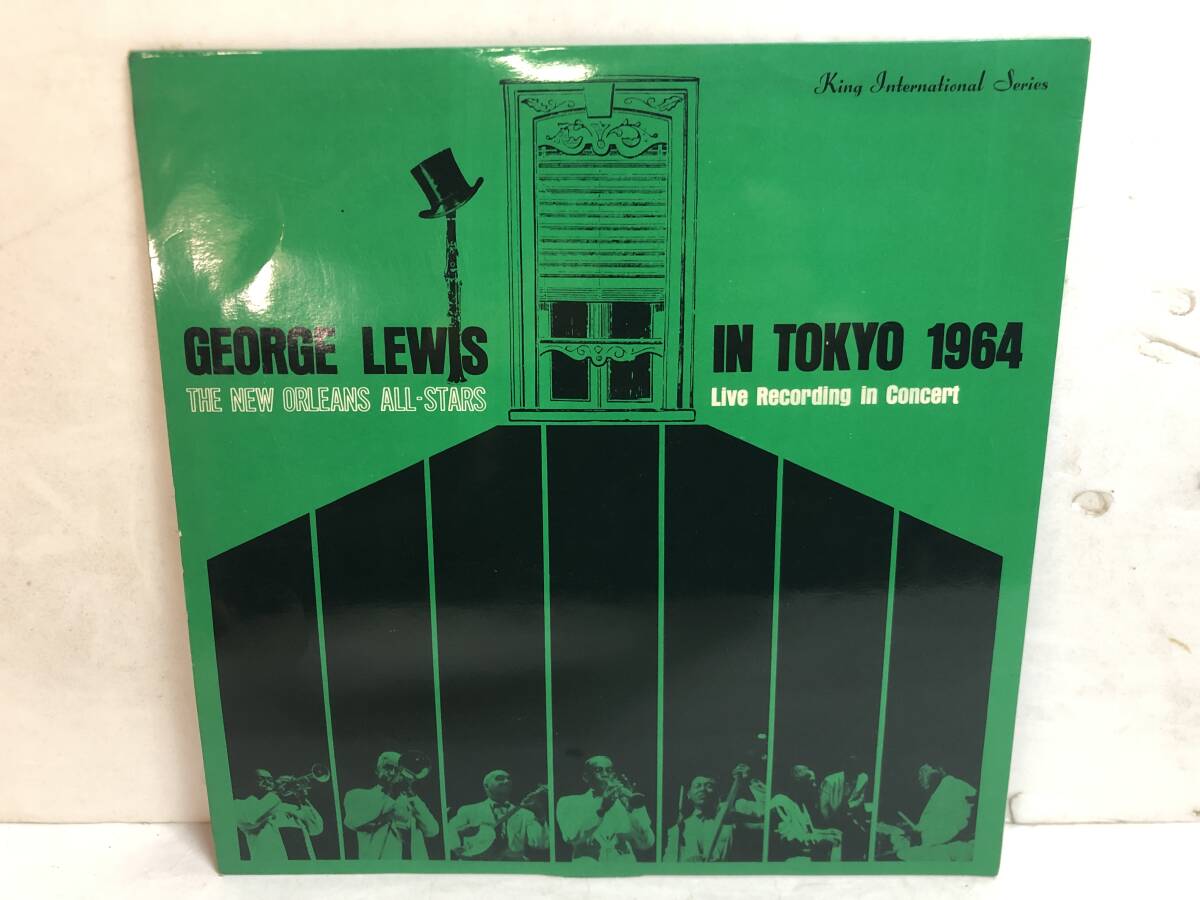 King International Series
GEORGE LEWIS
THE NEW ORLEANS ALL-STARS
IN TOKYO 1964
Live Recording in Concert